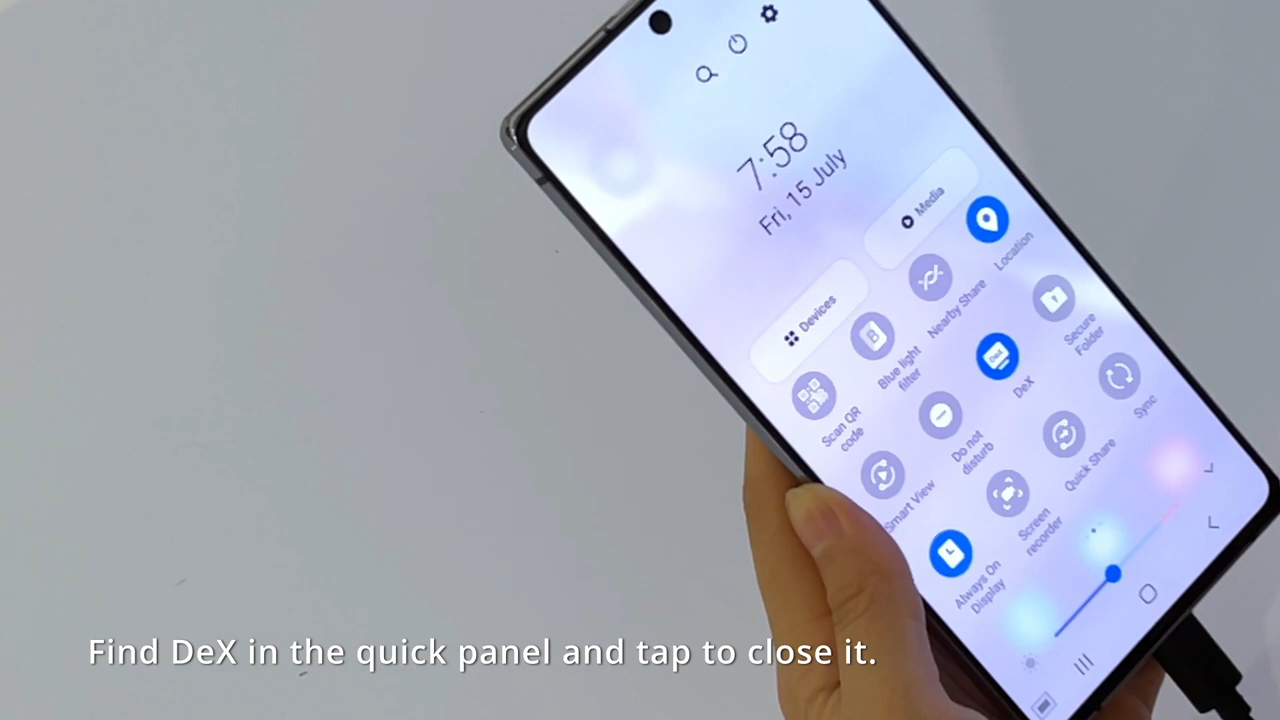 7:58
Fri, 15 July
Devices
Media
Scan QR
code
Blue light
filter
Nearby Share
Location
Smart View
Do not
disturb
DeX
DeX
Secure
Folder
Always On
Display
Screen
recorder
Quick Share
Sync
Find DeX in the quick panel and tap to close it.